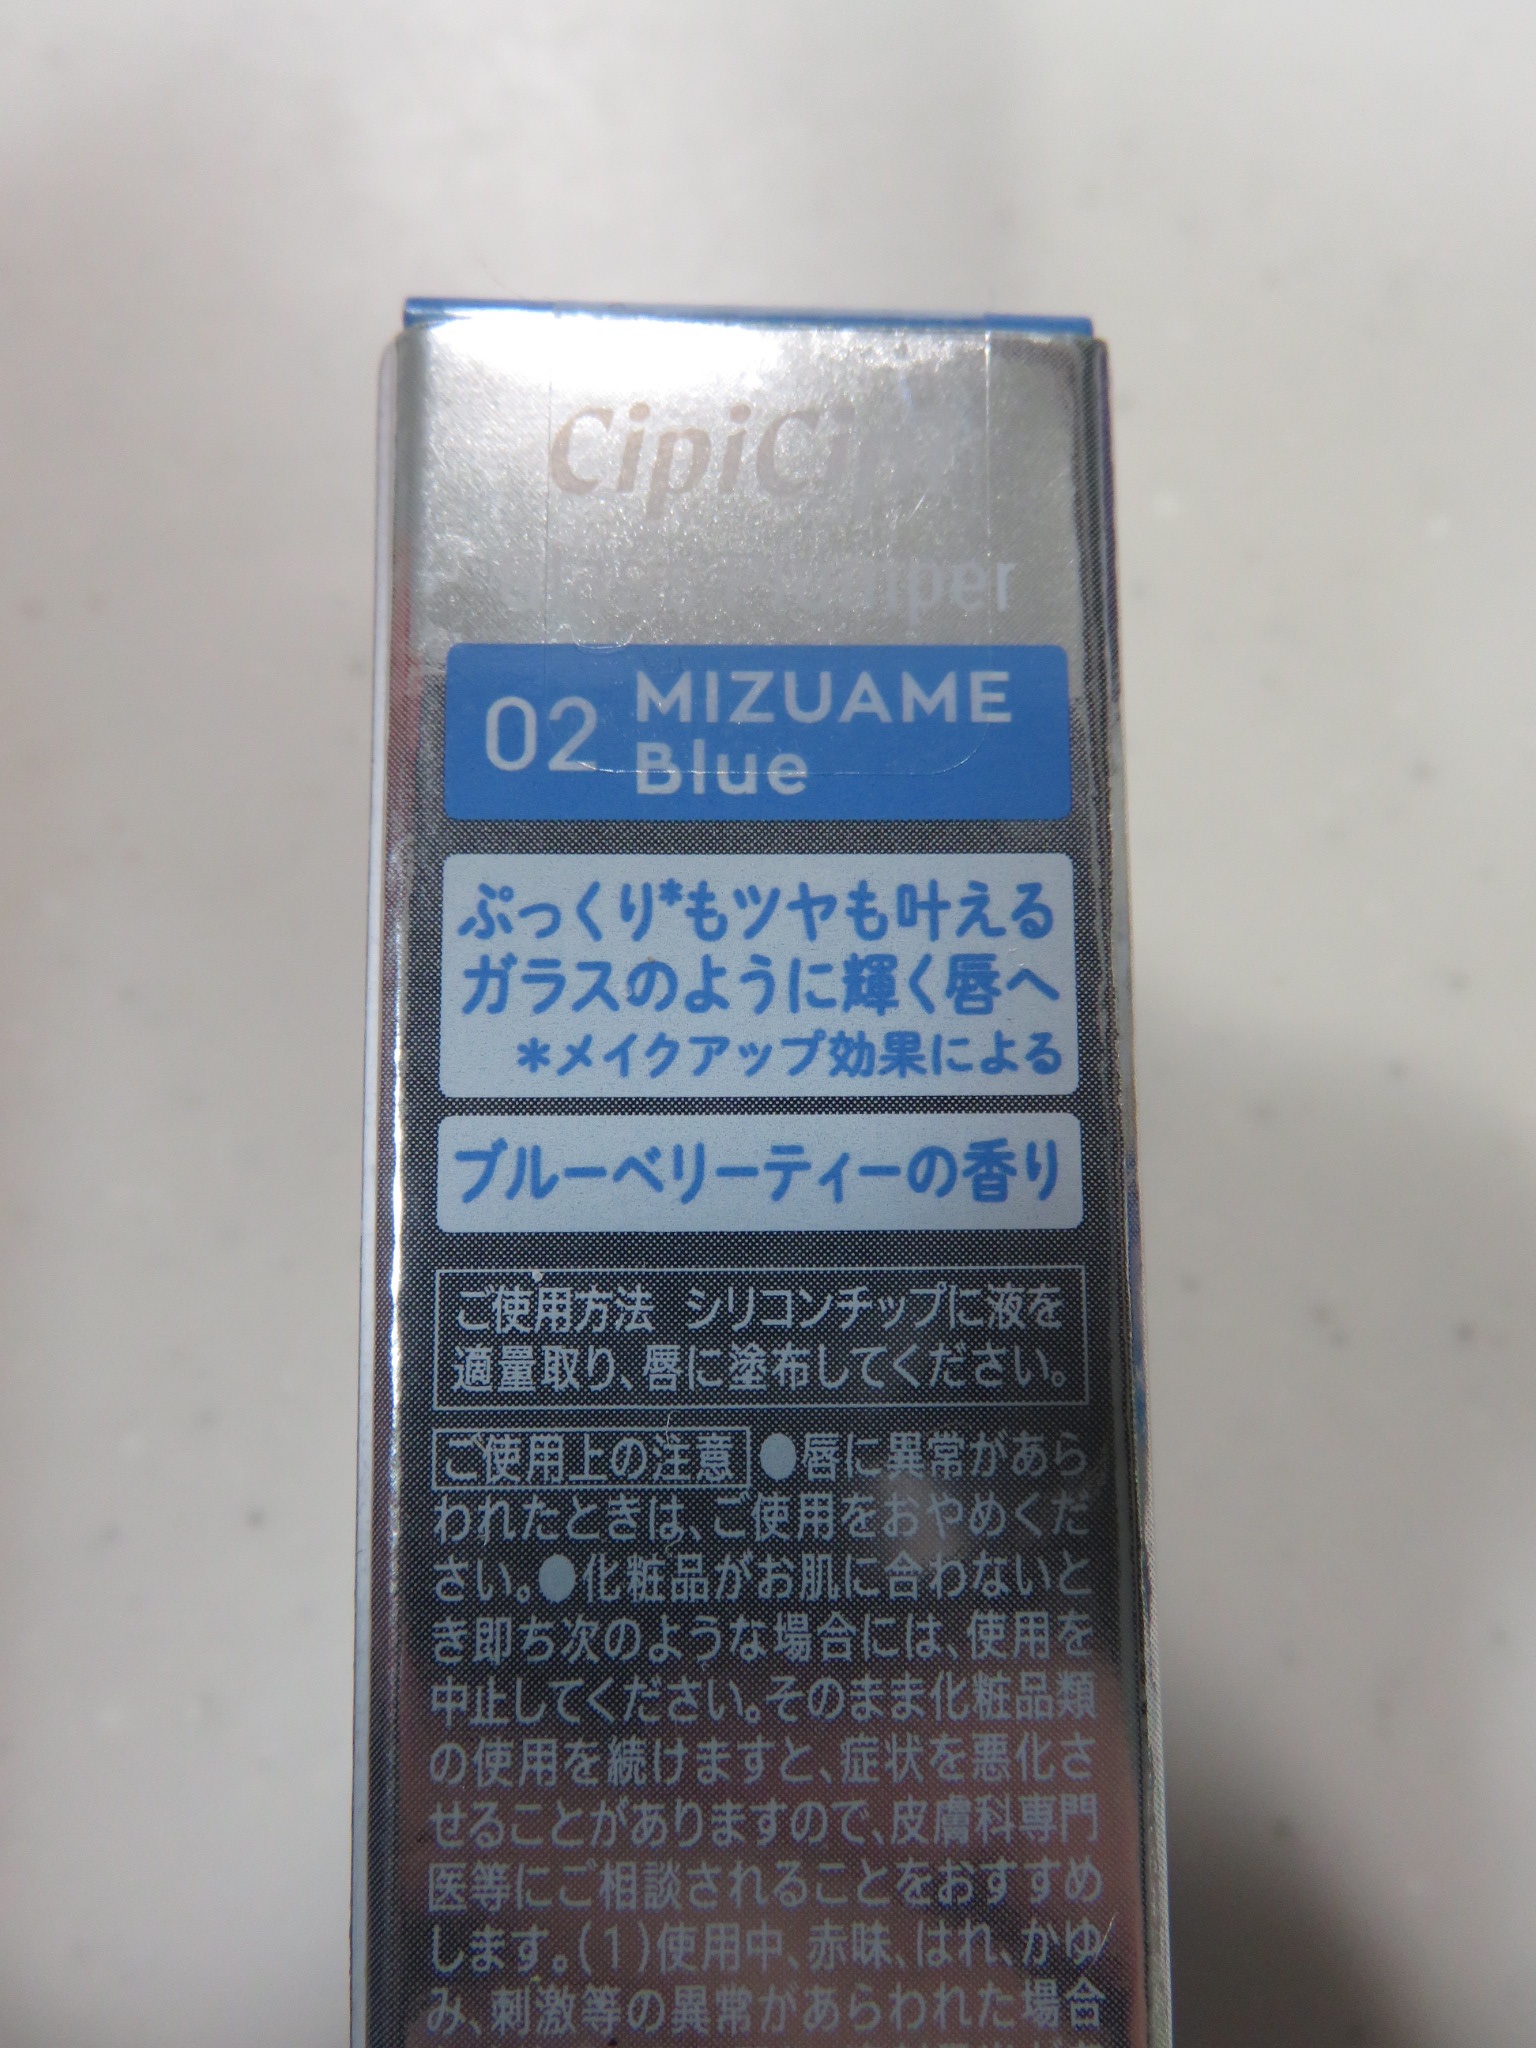 CipiCipi
02 MIZUAME
Blue
ぷっくり*もツヤも叶える
ガラスのように輝く唇へ
*メイクアップ効果による
ブルーベリーティーの香り
ご使用方法 シリコンチップに液を
適量取り、唇に塗布してください。
ご使用上の注意 ●唇に異常があら
われたときは、ご使用をおやめくだ
さい。●化粧品がお肌に合わないと
き即ち次のような場合には、使用を
中止してください。そのまま化粧品類
の使用を続けますと、症状を悪化さ
せることがありますので、皮膚科専門
医等にご相談されることをおすすめ
します。(1)使用中、赤味、はれ、かゆ
み、刺激等の異常があらわれた場合